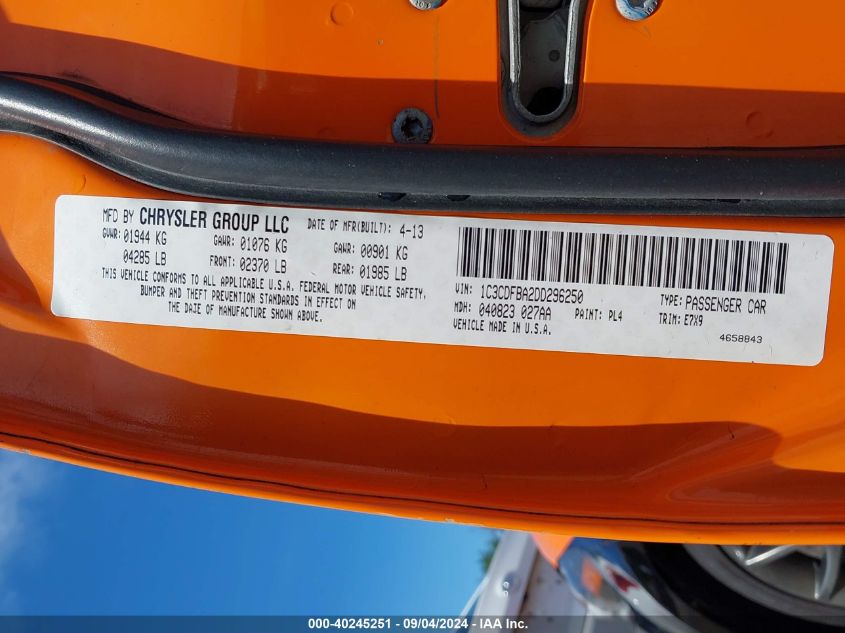 MFD BY CHRYSLER GROUP LLC DATE OF MFR(BUILT): 4-13
GVWR: 01944 KG GAWR: 01076 KG GAWR: 00901 KG
04285 LB FRONT: 02370 LB REAR: 01985 LB
THIS VEHICLE CONFORMS TO ALL APPLICABLE U.S.A. FEDERAL MOTOR VEHICLE SAFETY,
BUMPER AND THEFT PREVENTION STANDARDS IN EFFECT ON
THE DATE OF MANUFACTURE SHOWN ABOVE.
VIN: 1C3CDFBA2DD296250 TYPE: PASSENGER CAR
MDH: 040823 027AA PAINT: PL4 TRIM: E7X9
VEHICLE MADE IN U.S.A.
4658843
000-40245251 - 09/04/2024 - IAA Inc.